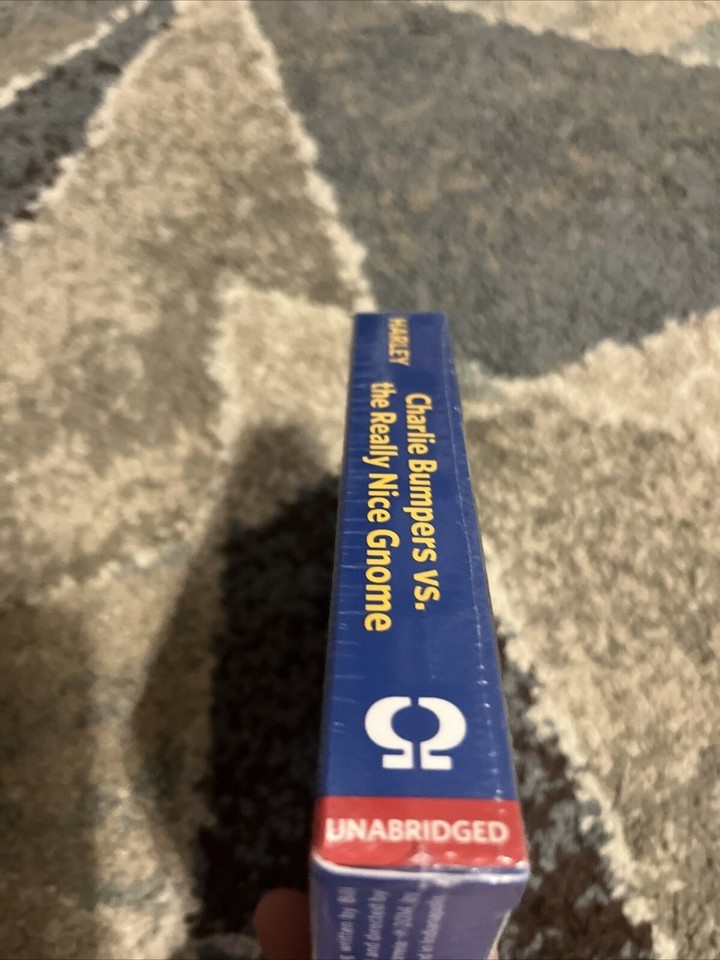 HARLEY
Charlie Bumpers vs.
the Really Nice Gnome
UNABRIDGED